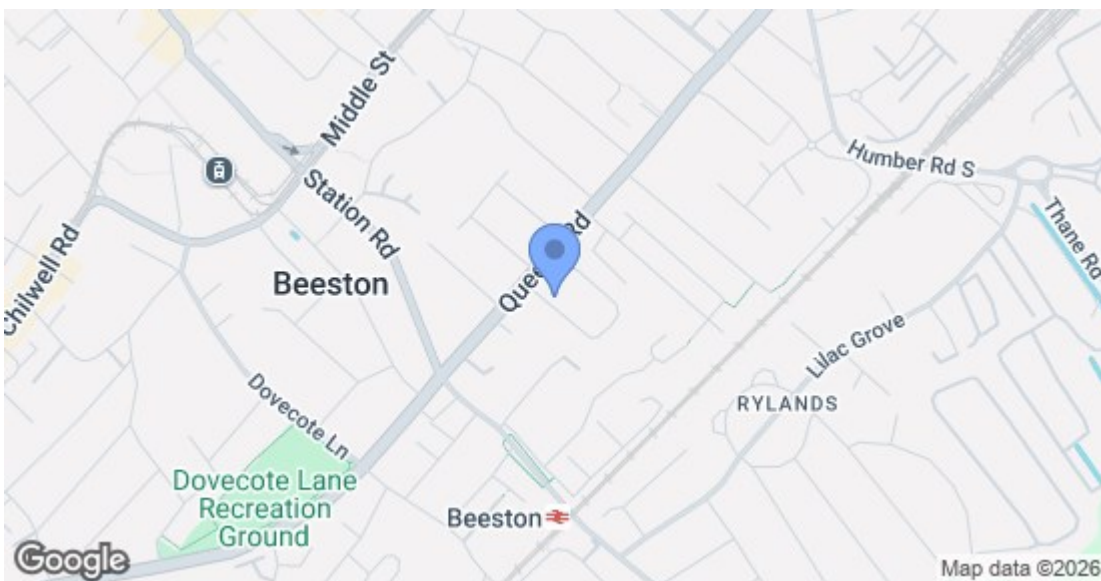 Middle St
Humber Rd S
Station Rd
Thane Rd
Chilwell Rd
Beeston
Lilac Grove
RYLANDS
Dovecote Ln
Dovecote Lane
Recreation
Ground
Beeston
Google
Map data ©2026